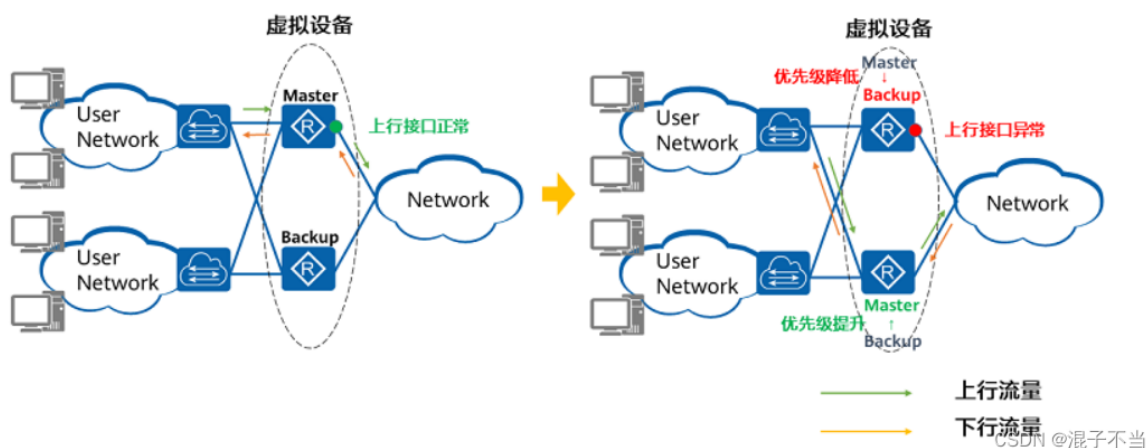 虚拟设备
Master
R
上行接口正常
User
Network
Network
Backup
R
User
Network
虚拟设备
Master
优先级降低
↓
Backup
R
上行接口异常
User
Network
Network
User
Network
R
Master
优先级提升
↑
Backup
上行流量
下行流量
CSDN @混子不当